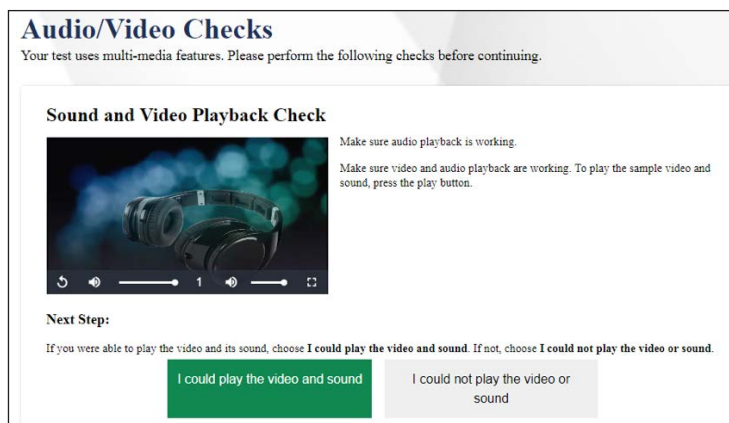 Audio/Video Checks
Your test uses multi-media features. Please perform the following checks before continuing.
Sound and Video Playback Check
Make sure audio playback is working.
Make sure video and audio playback are working. To play the sample video and
sound, press the play button.
1
Next Step:
If you were able to play the video and its sound, choose I could play the video and sound. If not, choose I could not play the video or sound.
I could play the video and sound
I could not play the video or
sound